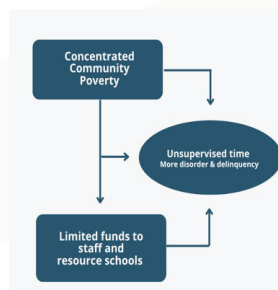 Concentrated
Community
Poverty
Unsupervised time
More disorder & delinquency
Limited funds to
staff and
resource schools